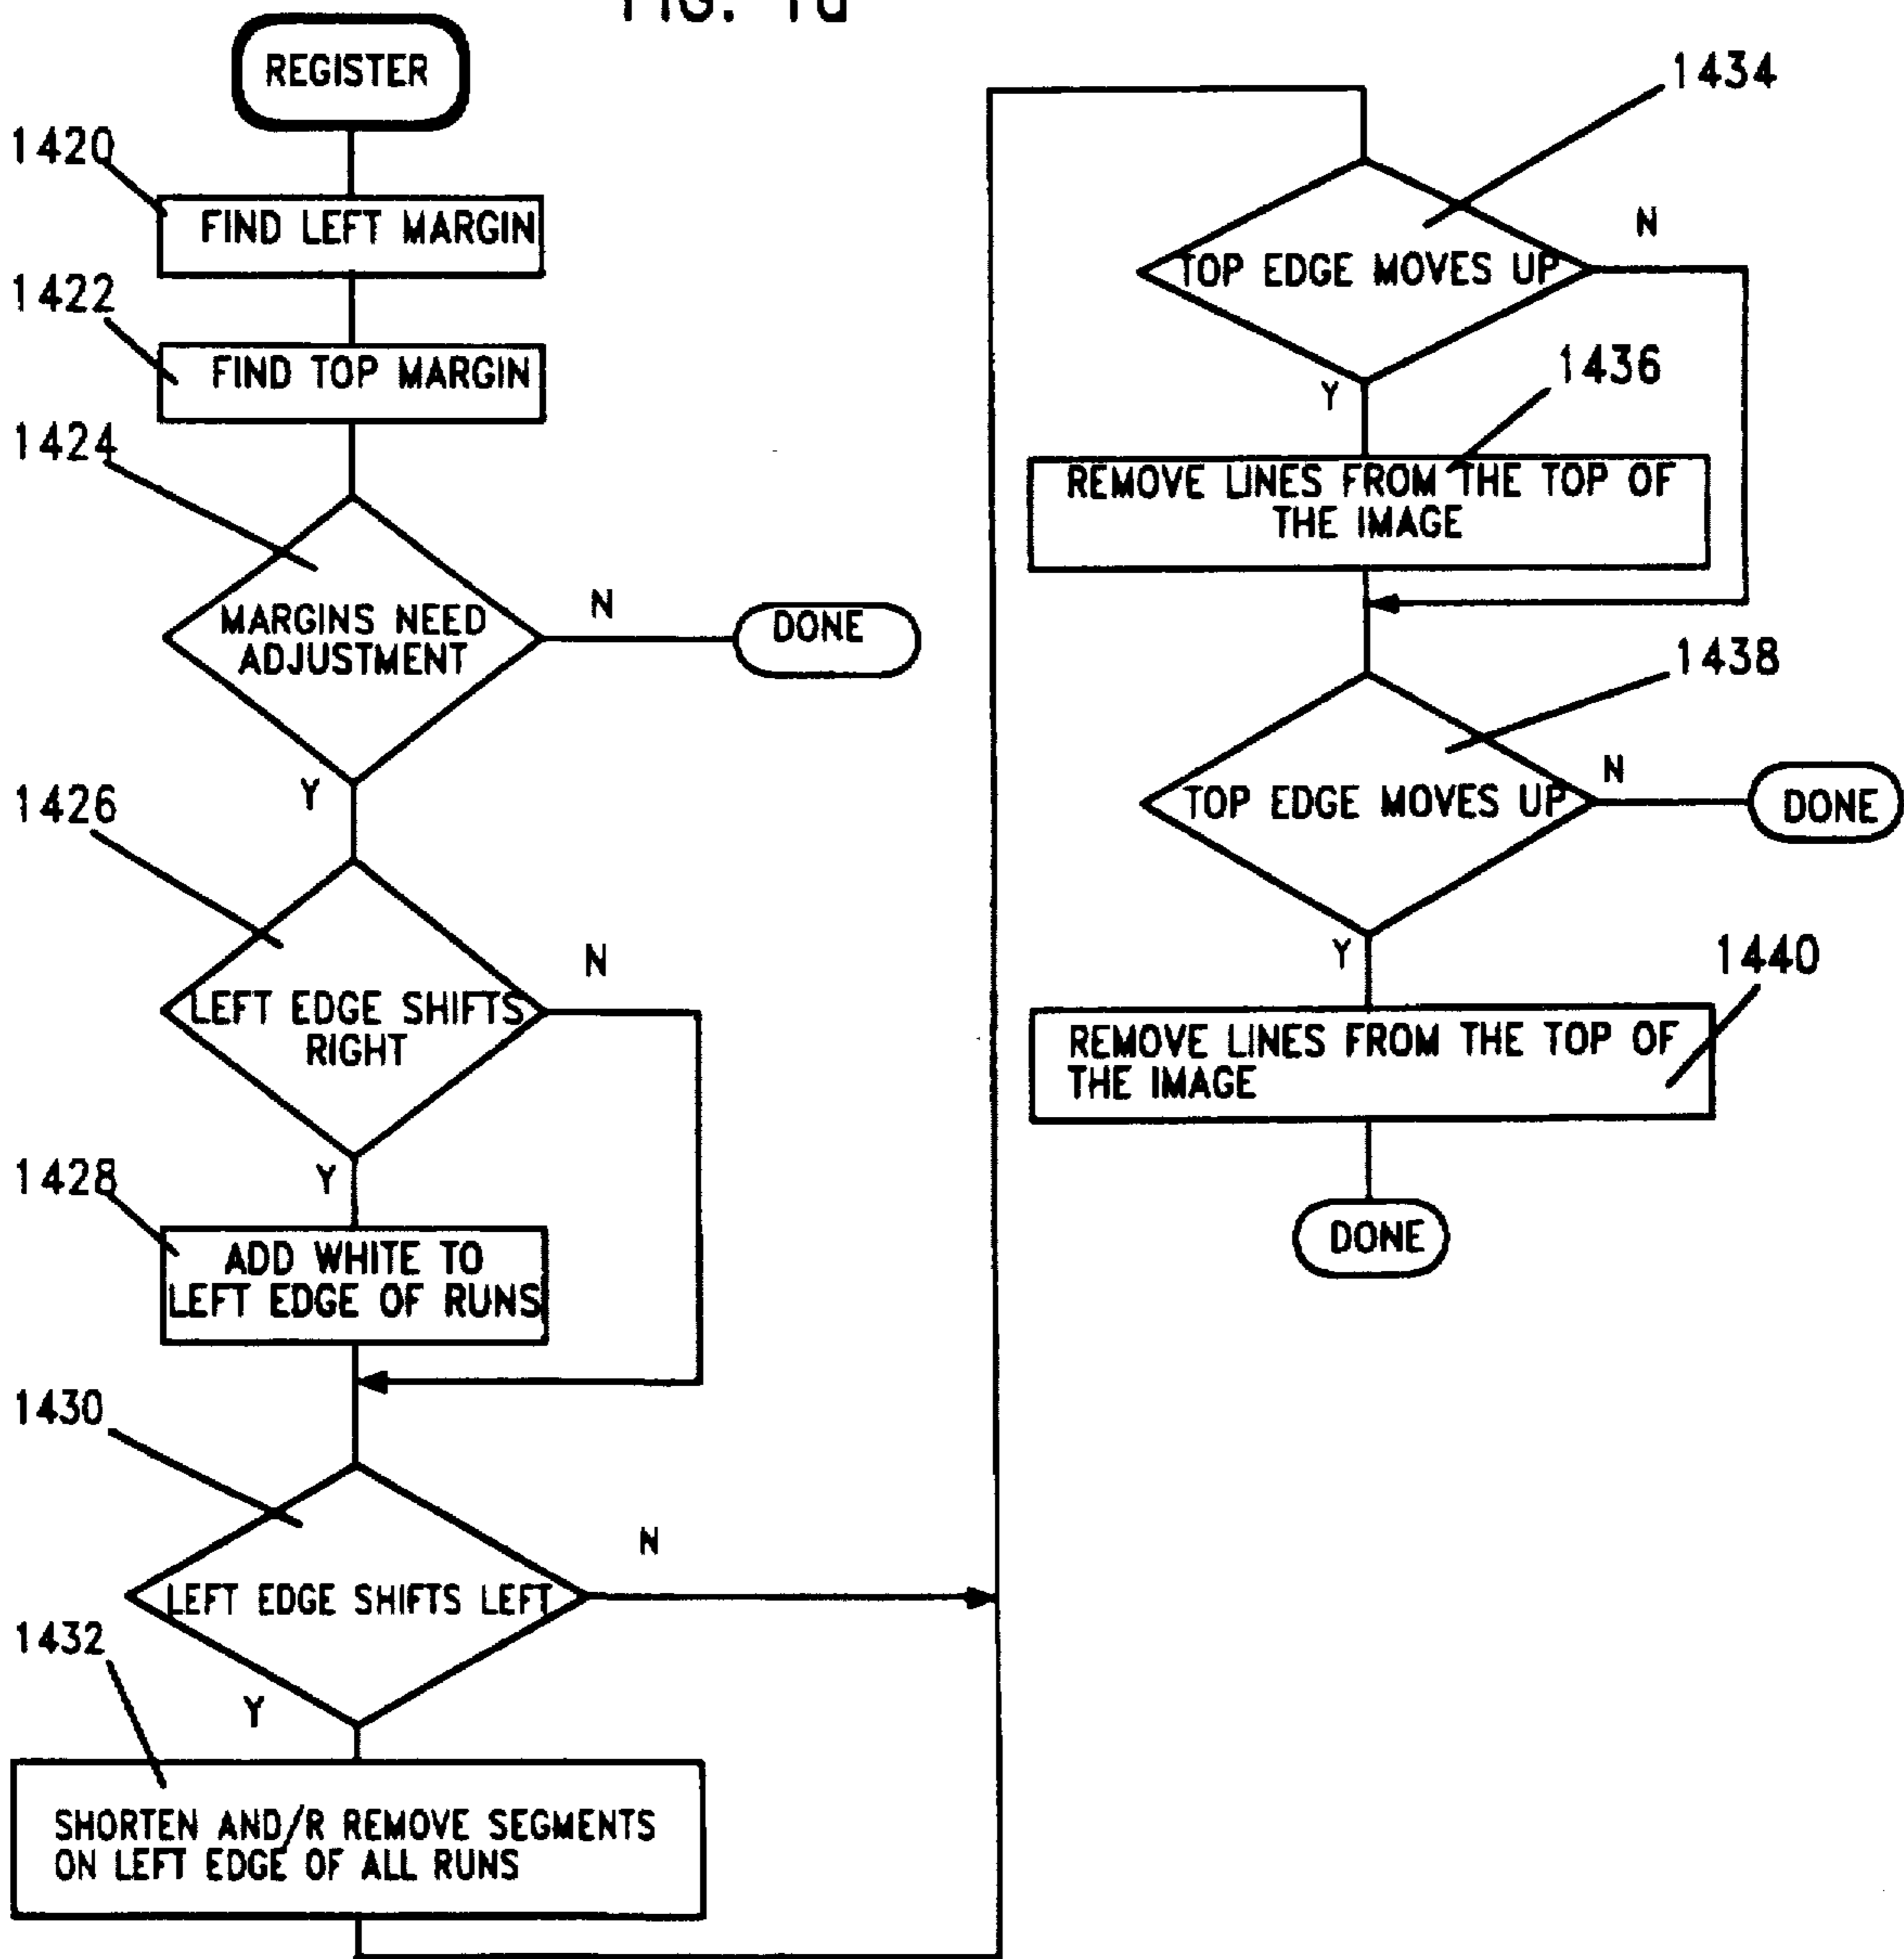 REGISTER
1420
FIND LEFT MARGIN
1422
FIND TOP MARGIN
1424
MARGINS NEED
ADJUSTMENT
N
DONE
Y
1426
LEFT EDGE SHIFTS
RIGHT
N
Y
1428
ADD WHITE TO
LEFT EDGE OF RUNS
1430
LEFT EDGE SHIFTS LEFT
N
Y
1432
SHORTEN AND/R REMOVE SEGMENTS
ON LEFT EDGE OF ALL RUNS
1434
TOP EDGE MOVES UP
N
Y
1436
REMOVE LINES FROM THE TOP OF
THE IMAGE
1438
TOP EDGE MOVES UP
N
DONE
Y
1440
REMOVE LINES FROM THE TOP OF
THE IMAGE
DONE